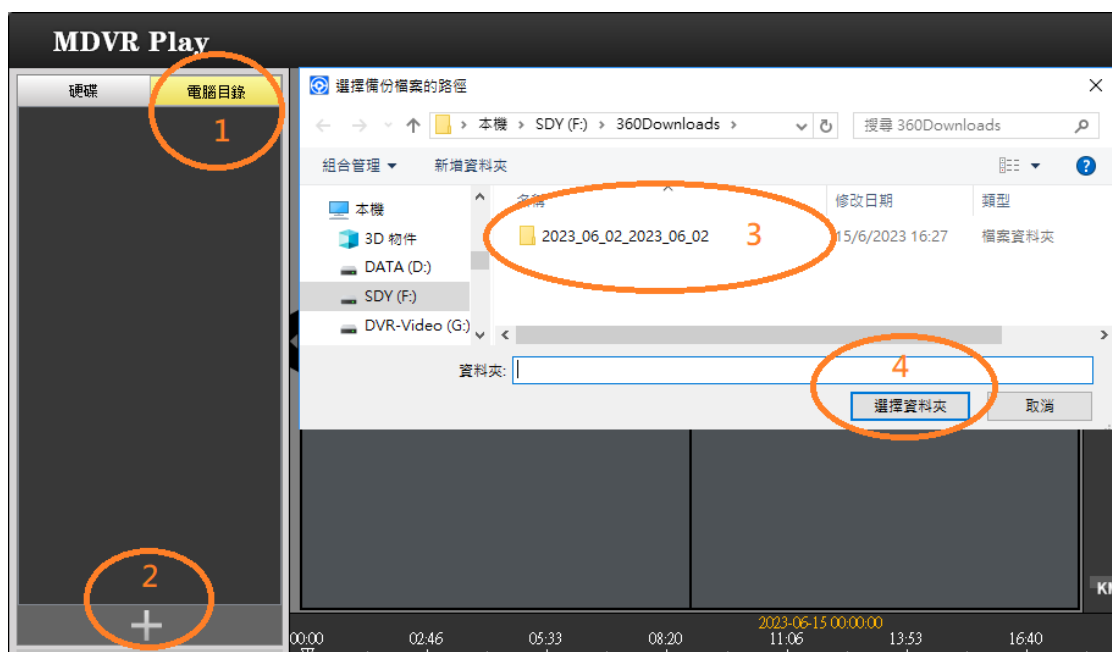 MDVR Play
硬碟 電腦目錄
1
2
選擇備份檔案的路徑
本機 › SDY (F:) › 360Downloads ›
搜尋 360Downloads
組合管理 新增資料夾
名稱 修改日期 類型
本機
3D 物件
DATA (D:)
SDY (F:)
DVR-Video (G:)
2023_06_02_2023_06_02 3 15/6/2023 16:27 檔案資料夾
資料夾:
4
選擇資料夾 取消
2023-06-15 00:00:00
00:00 02:46 05:33 08:20 11:06 13:53 16:40